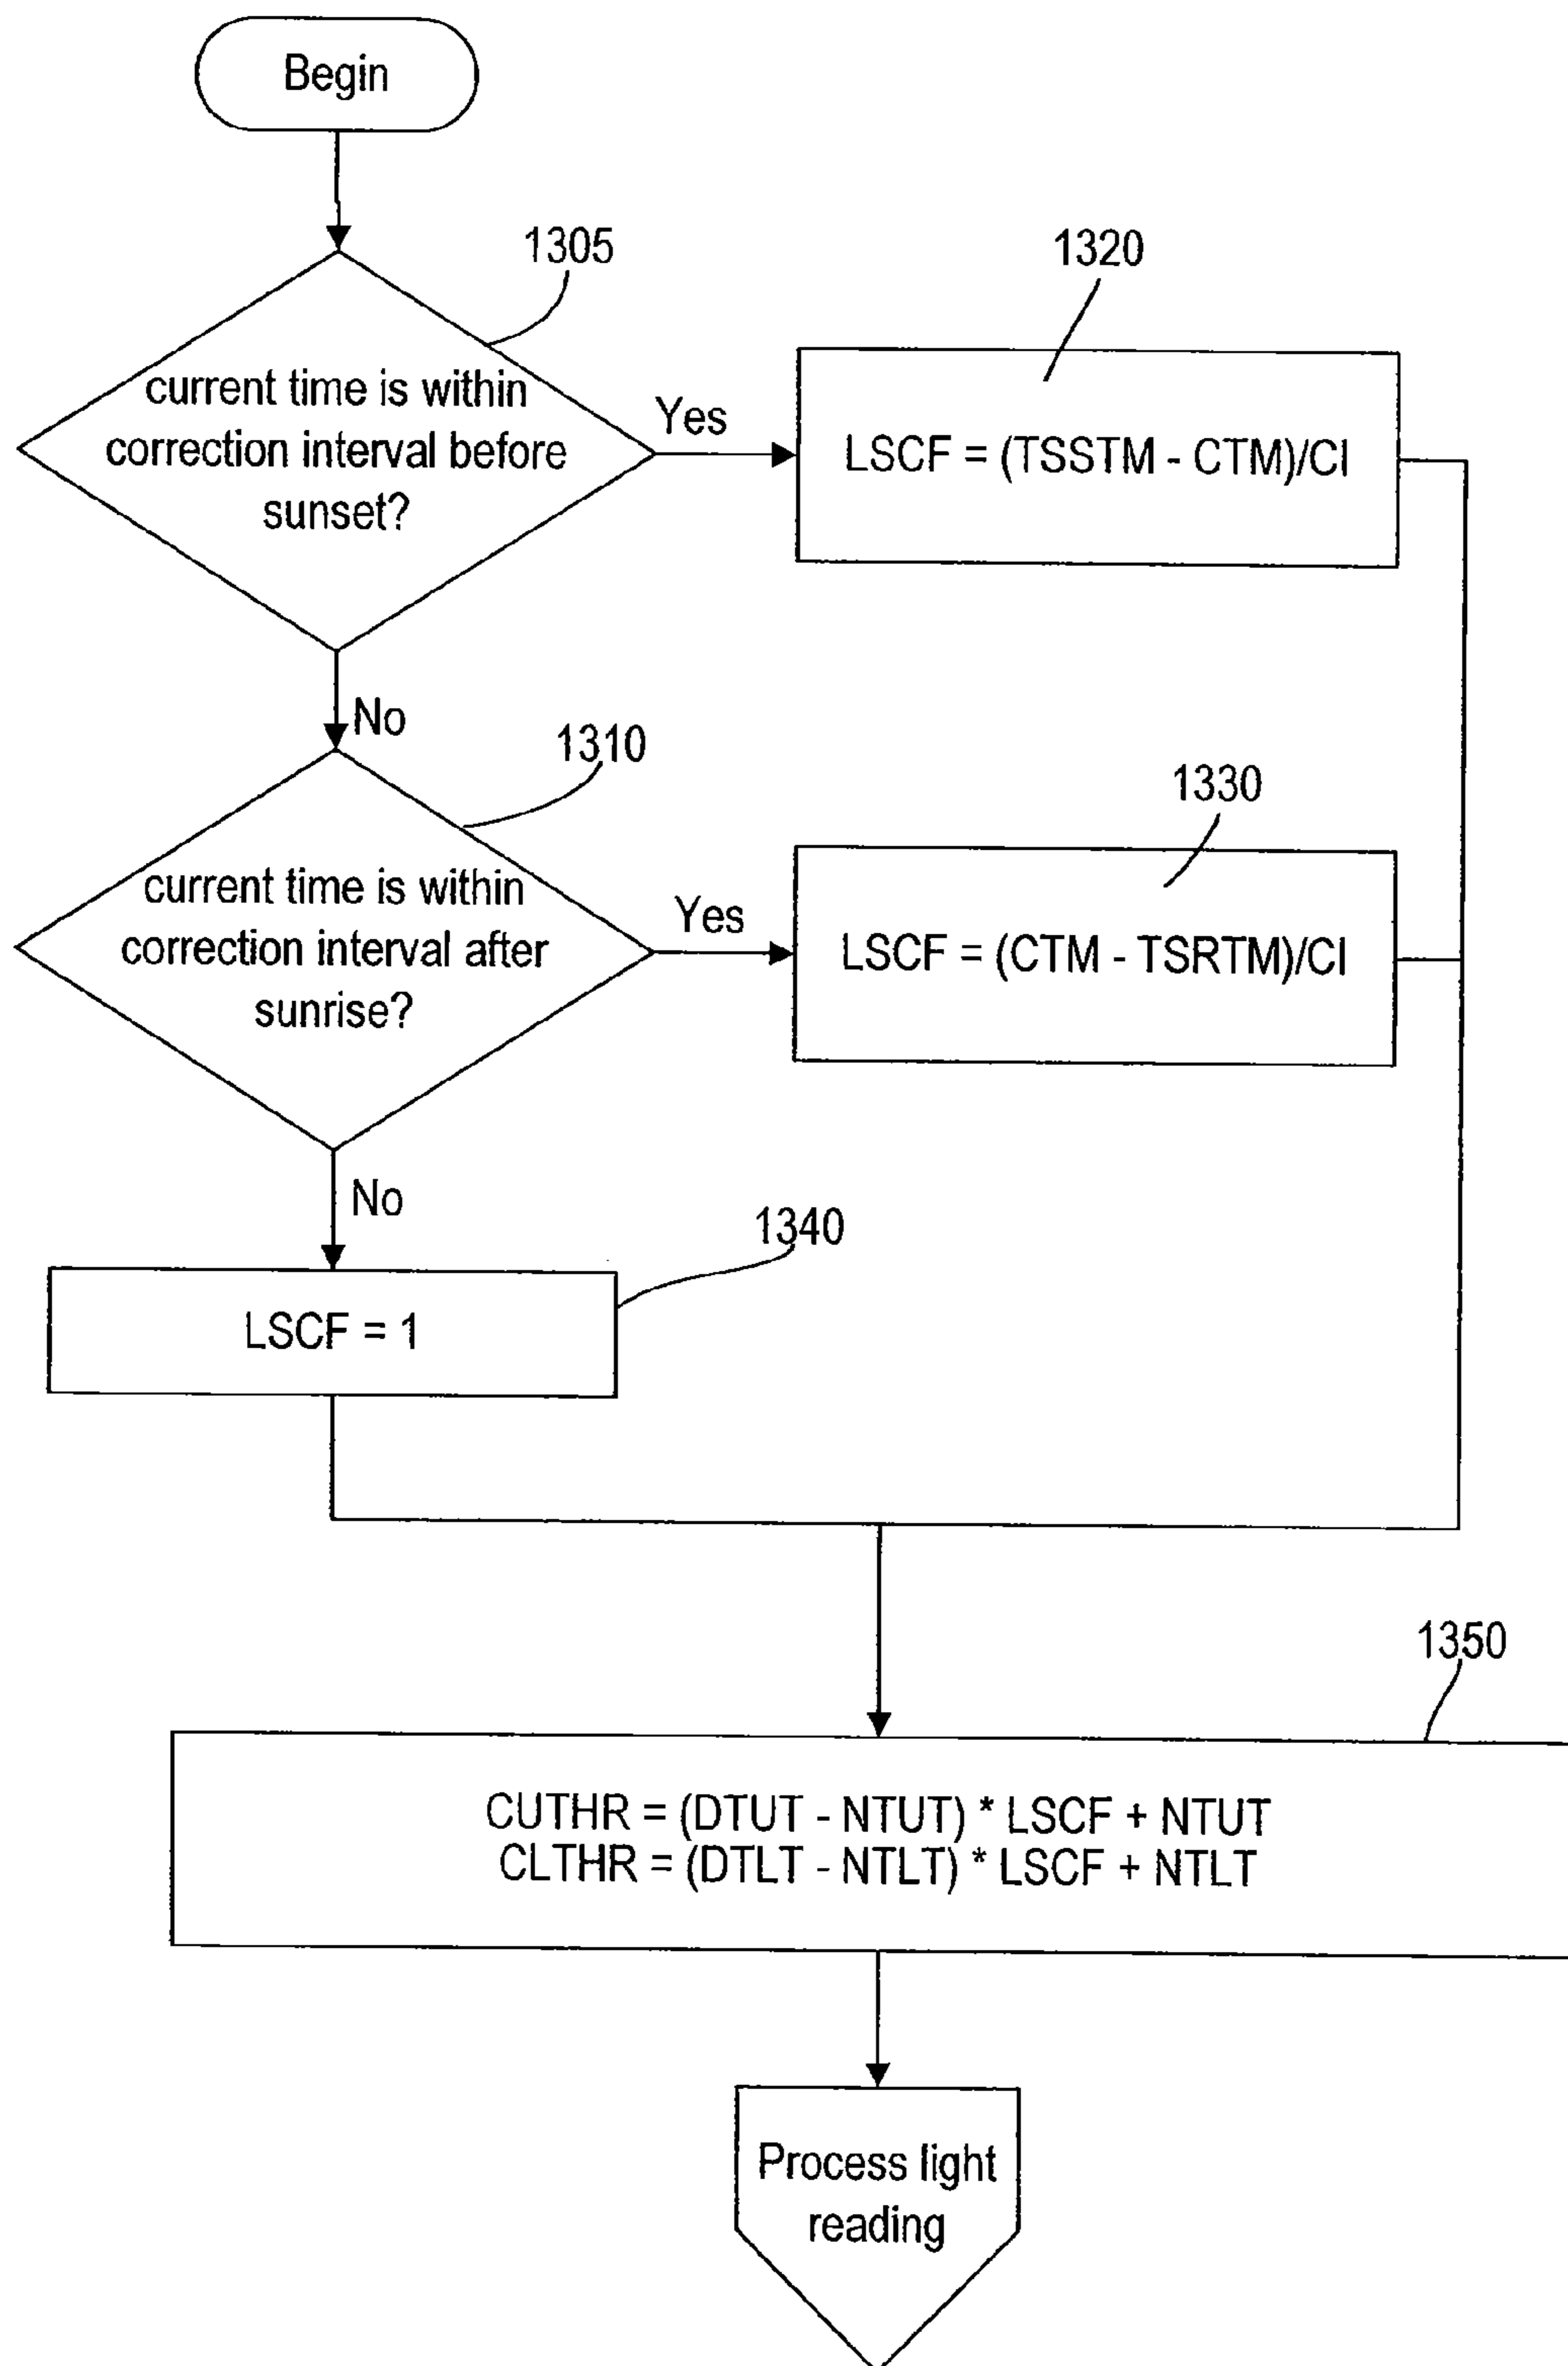 Begin
1305
current time is within
correction interval before
sunset?
Yes
1320
LSCF = (TSSTM - CTM)/CI
No
1310
current time is within
correction interval after
sunrise?
Yes
1330
LSCF = (CTM - TSRTM)/CI
No
1340
LSCF = 1
1350
CUTHR = (DTUT - NTUT) * LSCF + NTUT
CLTHR = (DTLT - NTLT) * LSCF + NTLT
Process light
reading